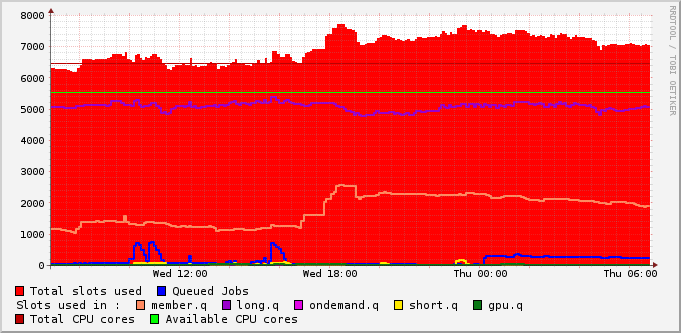 8000
7000
6000
5000
4000
3000
2000
1000
0
Wed 12:00 Wed 18:00 Thu 00:00 Thu 06:00
Total slots used Queued Jobs
Slots used in : member.q long.q ondemand.q short.q gpu.q
Total CPU cores Available CPU cores
RRDTOOL / TOBI OETIKER